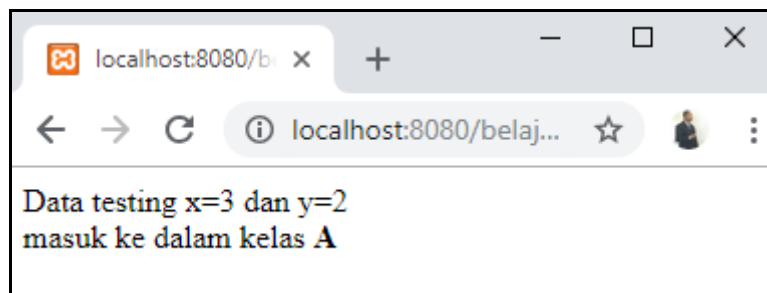 localhost:8080/b
localhost:8080/belaj...
Data testing x=3 dan y=2
masuk ke dalam kelas A